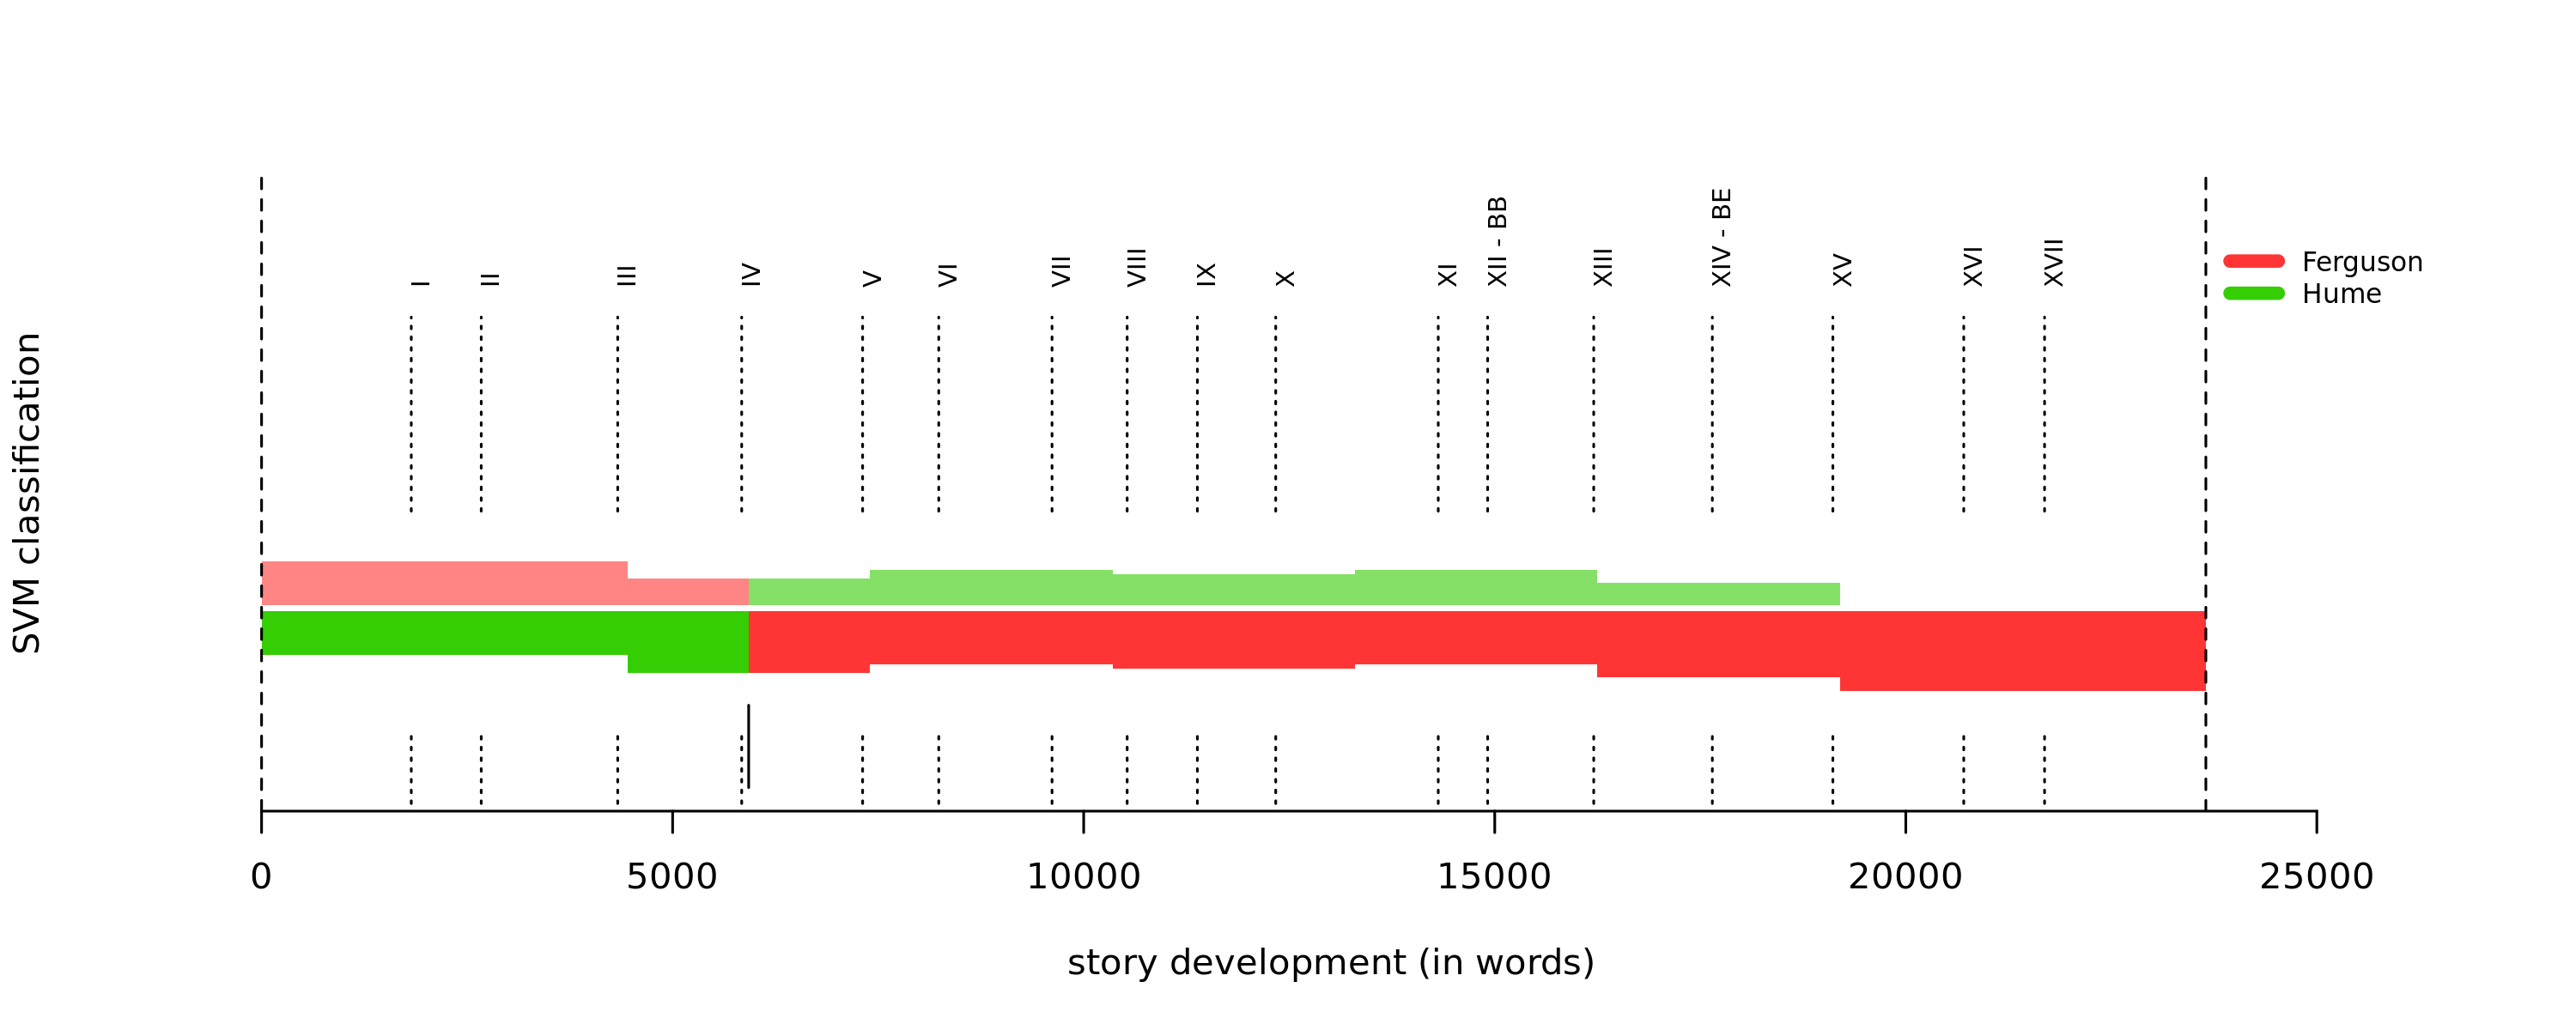 I
II
III
IV
V
VI
VII
VIII
IX
X
XI
XII - BB
XIII
XIV - BE
XV
XVI
XVII
Ferguson
Hume
SVM classification
0
5000
10000
15000
20000
25000
story development (in words)